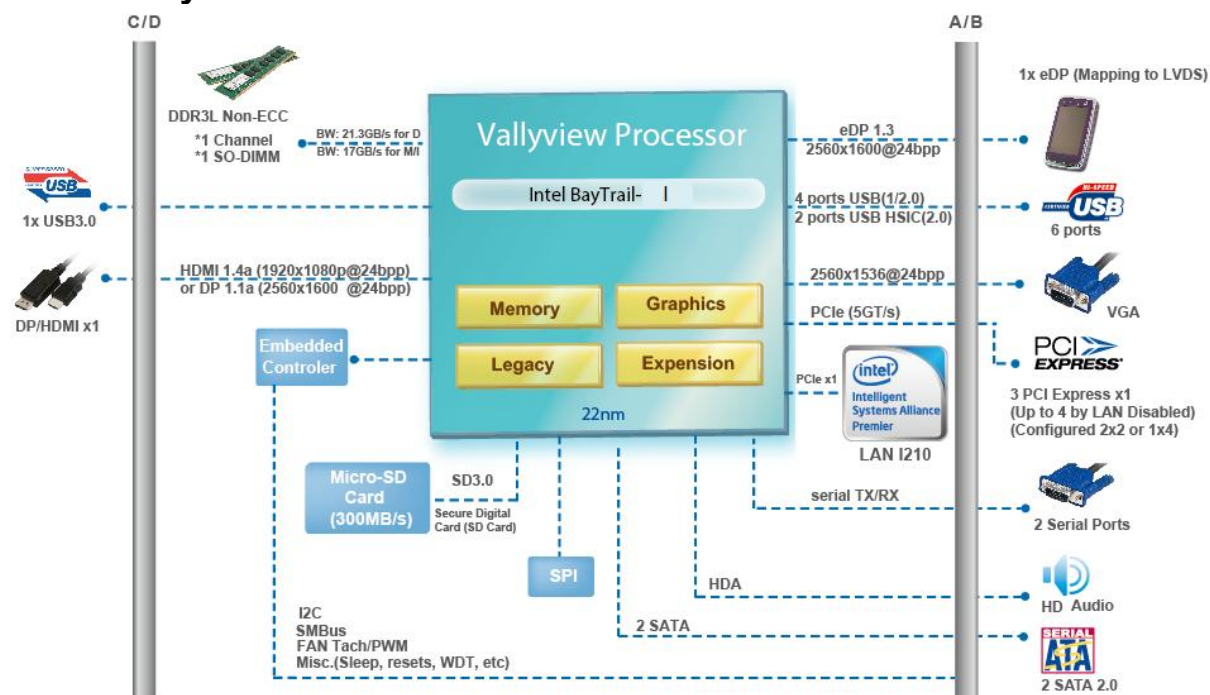 C/D
A/B
DDR3L Non-ECC
*1 Channel
*1 SO-DIMM
BW: 21.3GB/s for D
BW: 17GB/s for M/I
Vallyview Processor
Intel BayTrail- I
Memory
Graphics
Legacy
Expension
22nm
USB
1x USB3.0
HDMI 1.4a (1920x1080p@24bpp)
or DP 1.1a (2560x1600 @24bpp)
DP/HDMI x1
Embedded
Controler
Micro-SD
Card
(300MB/s)
SD3.0
Secure Digital
Card (SD Card)
SPI
I2C
SMBus
FAN Tach/PWM
Misc.(Sleep, resets, WDT, etc)
1x eDP (Mapping to LVDS)
eDP 1.3
2560x1600@24bpp
4 ports USB(1/2.0)
2 ports USB HSIC(2.0)
HI-SPEED
CERTIFIED
USB
6 ports
2560x1536@24bpp
VGA
PCIe (5GT/s)
PCI
EXPRESS
3 PCI Express x1
(Up to 4 by LAN Disabled)
(Configured 2x2 or 1x4)
PCIe x1
intel
Intelligent
Systems Alliance
Premier
LAN I210
serial TX/RX
2 Serial Ports
HDA
HD Audio
2 SATA
SERIAL
ATA
2 SATA 2.0